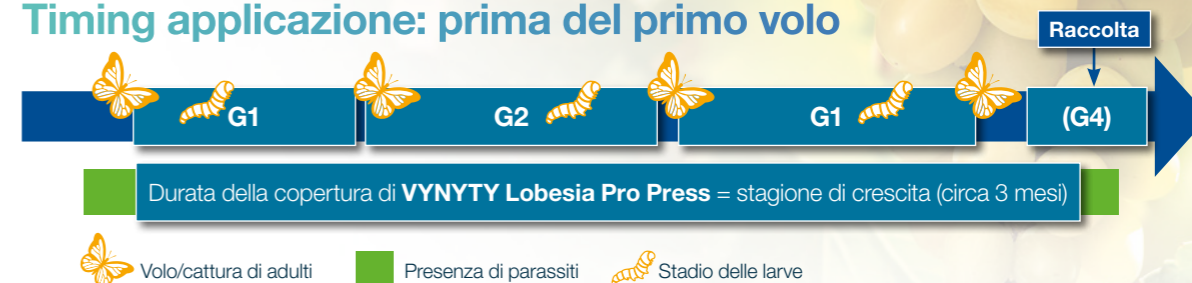 Timing applicazione: prima del primo volo
Raccolta
G1
G2
G1
(G4)
Durata della copertura di VYNYTY Lobesia Pro Press = stagione di crescita (circa 3 mesi)
Volo/cattura di adulti
Presenza di parassiti
Stadio delle larve